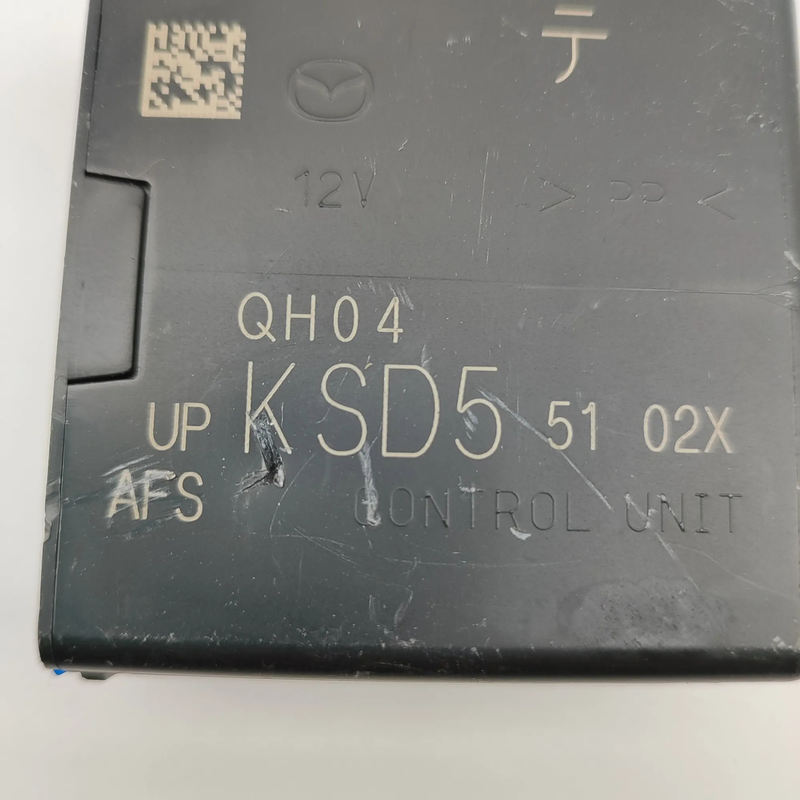 テ
12V > PP <
QH04
UP KSD5 51 02X
AFS CONTROL UNIT